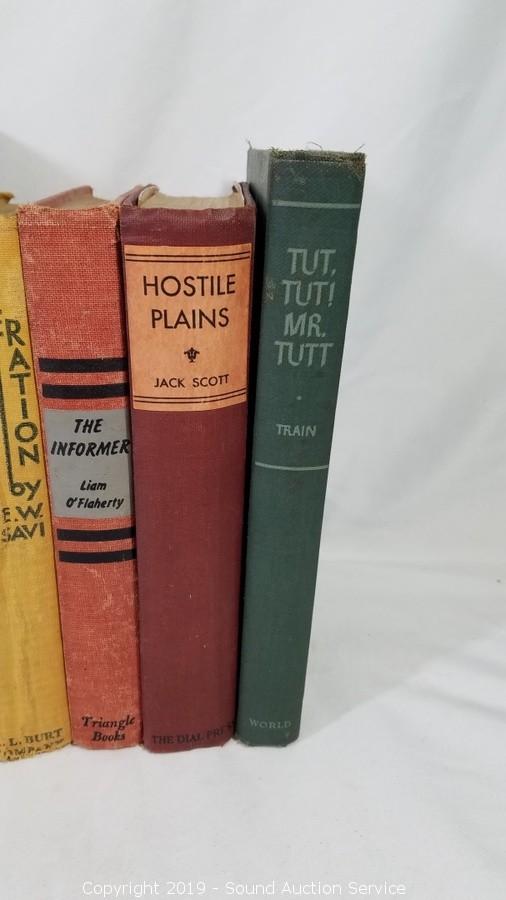 RATION
by
E.W.
SAVI
L. BURT
THE
INFORMER
Liam
O'Flaherty
Triangle
Books
HOSTILE
PLAINS
JACK SCOTT
THE DIAL PRESS
TUT,
TUT!
MR.
TUTT
TRAIN
WORLD
Copyright 2019 - Sound Auction Service